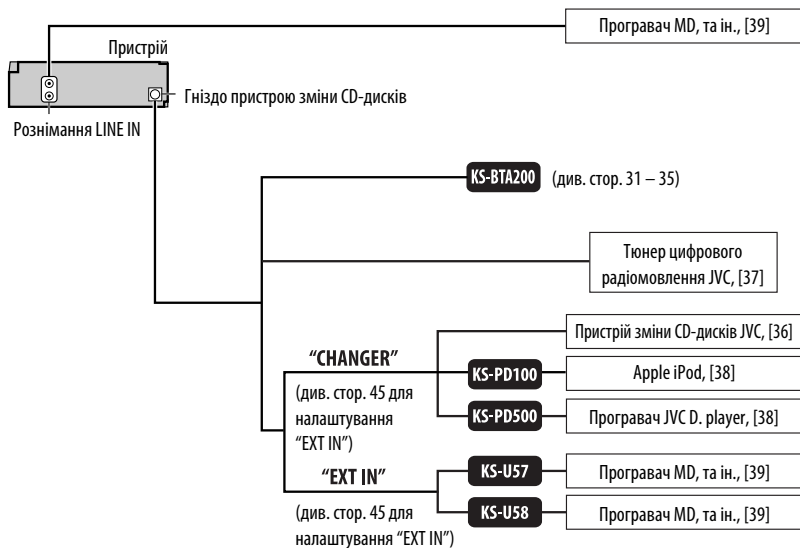 Програвач MD, та ін., [39]
Пристрій
Гніздо пристрою зміни CD-дисків
Рознімання LINE IN
KS-BTA200
(див. стор. 31 – 35)
Тюнер цифрового
радіомовлення JVC, [37]
Пристрій зміни CD-дисків JVC, [36]
“CHANGER”
(див. стор. 45 для
налаштування
“EXT IN”)
KS-PD100
Apple iPod, [38]
KS-PD500
Програвач JVC D. player, [38]
“EXT IN”
(див. стор. 45 для
налаштування “EXT IN”)
KS-U57
Програвач MD, та ін., [39]
KS-U58
Програвач MD, та ін., [39]